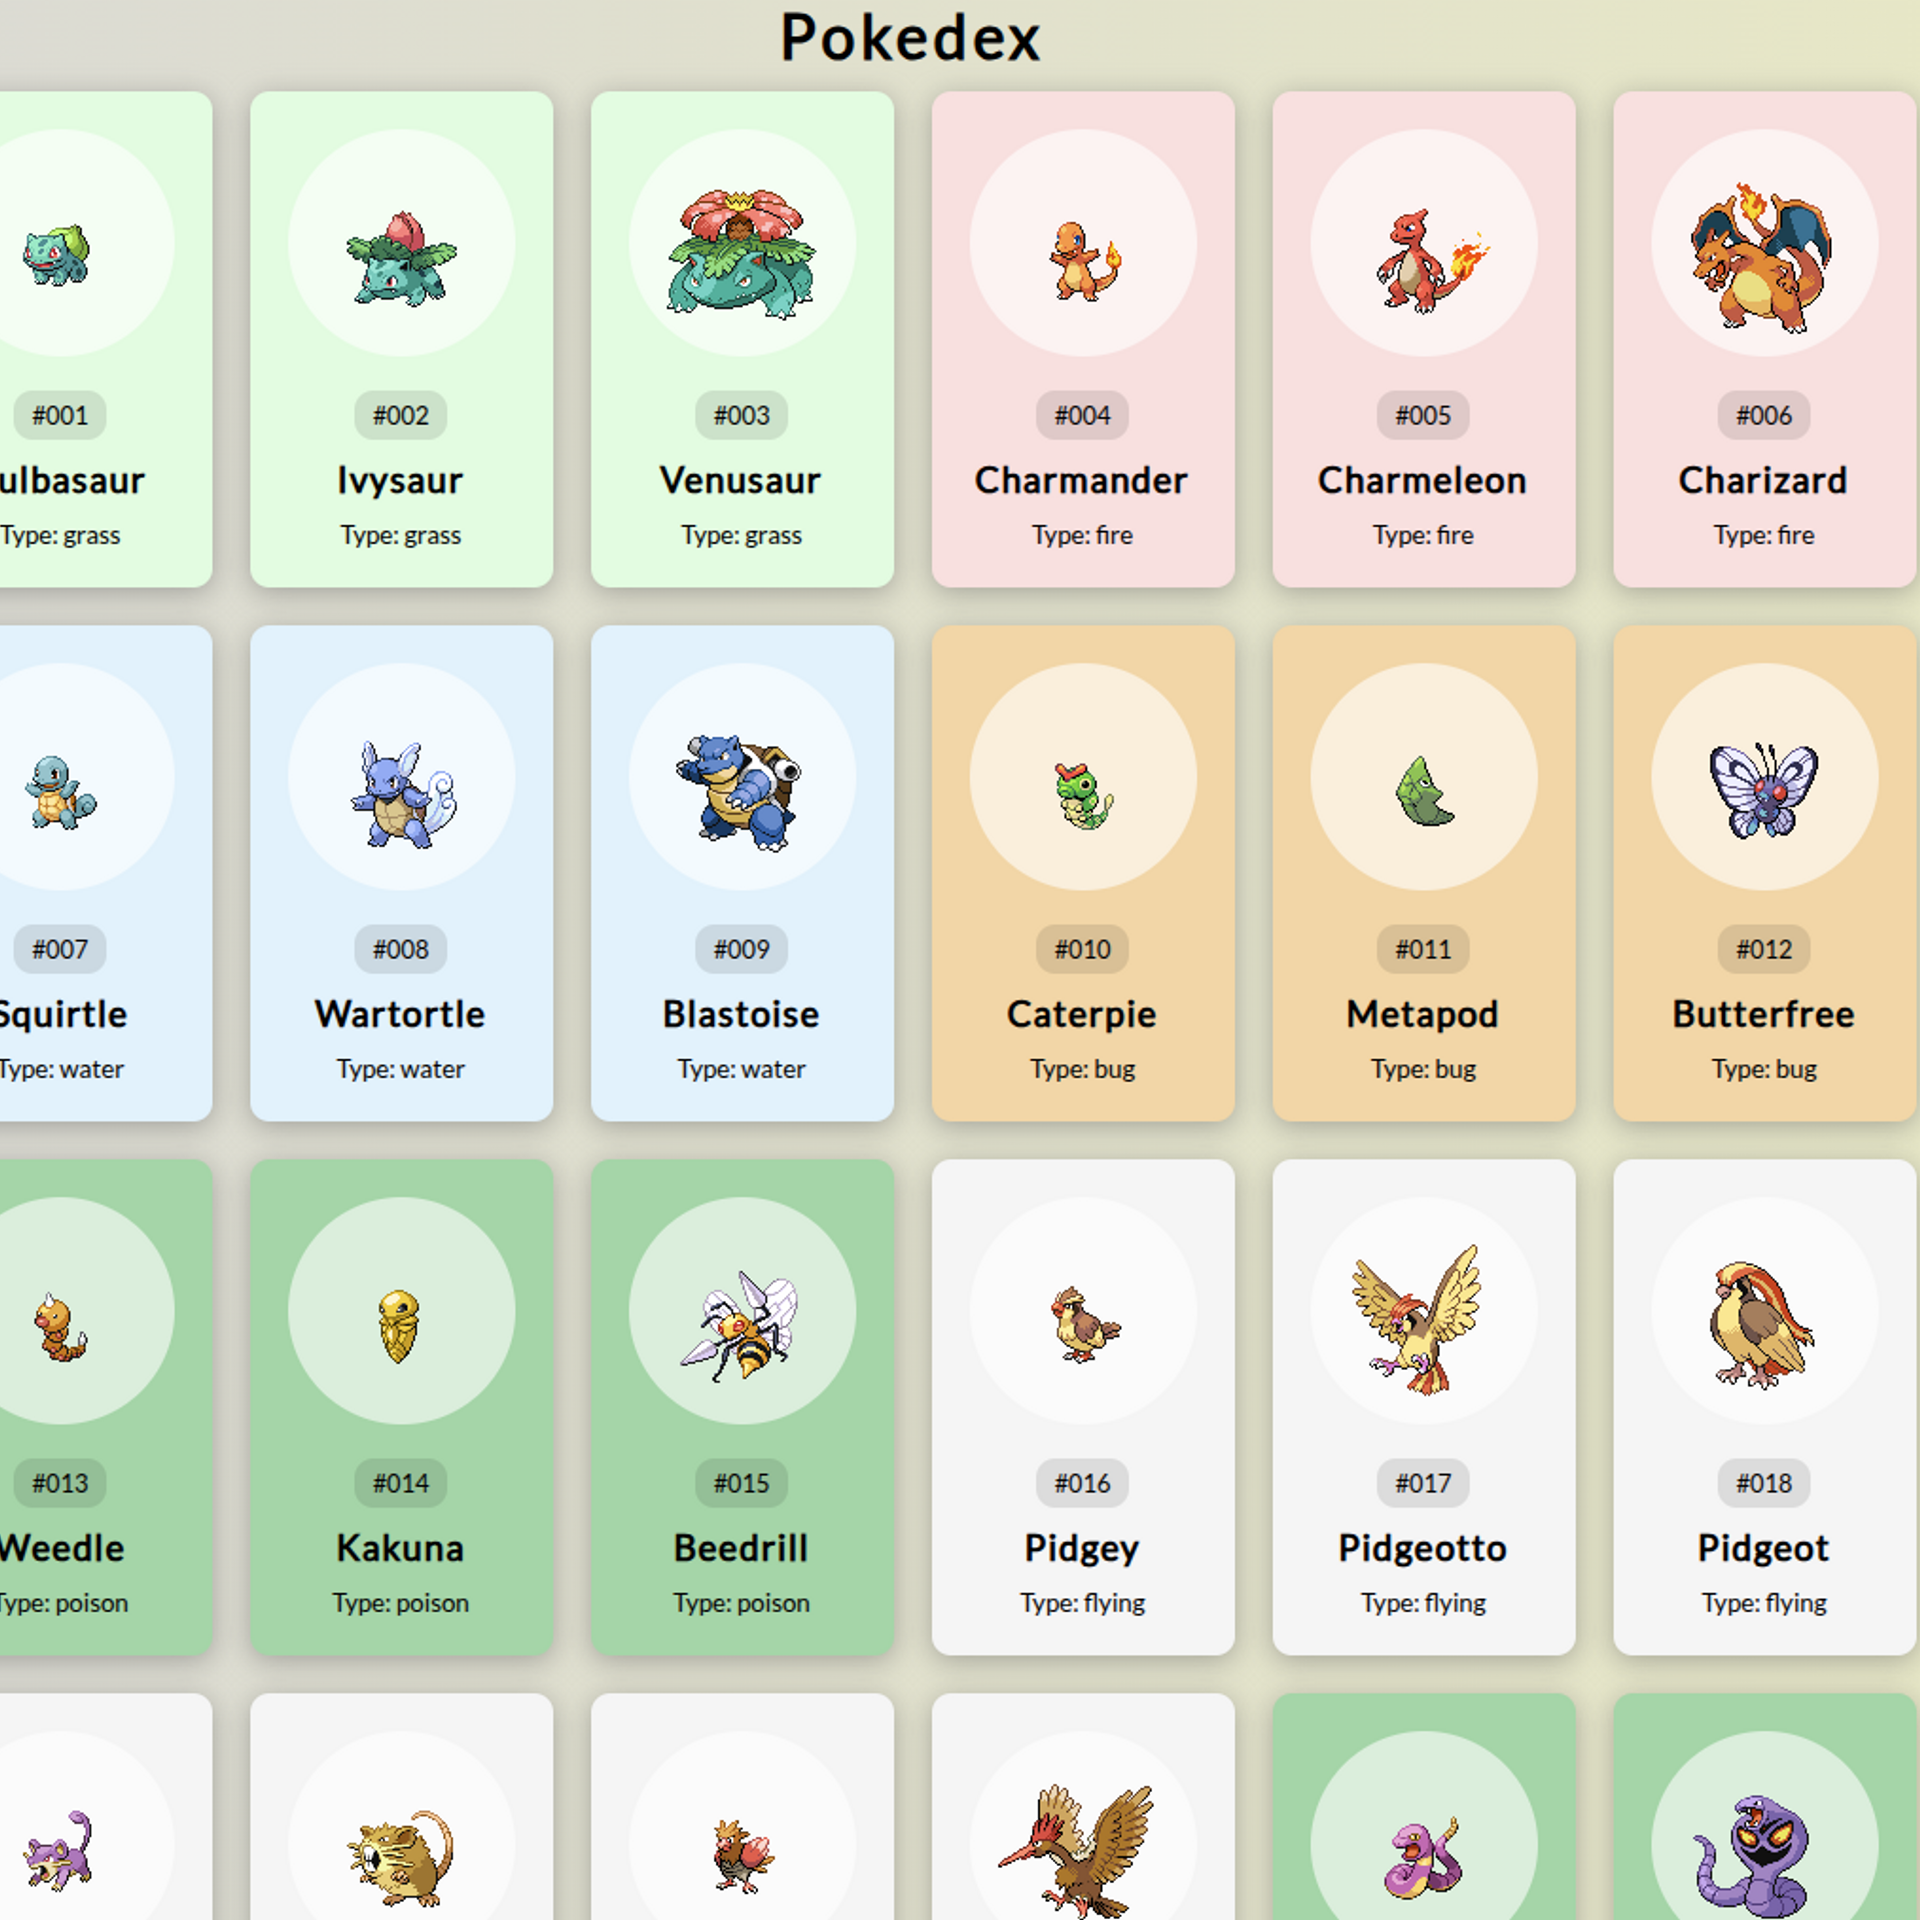 Pokedex
#001 #002 #003 #004 #005 #006
ulbasaur Ivysaur Venusaur Charmander Charmeleon Charizard
Type: grass Type: grass Type: grass Type: fire Type: fire Type: fire
#007 #008 #009 #010 #011 #012
Squirtle Wartortle Blastoise Caterpie Metapod Butterfree
Type: water Type: water Type: water Type: bug Type: bug Type: bug
#013 #014 #015 #016 #017 #018
Weedle Kakuna Beedrill Pidgey Pidgeotto Pidgeot
Type: poison Type: poison Type: poison Type: flying Type: flying Type: flying